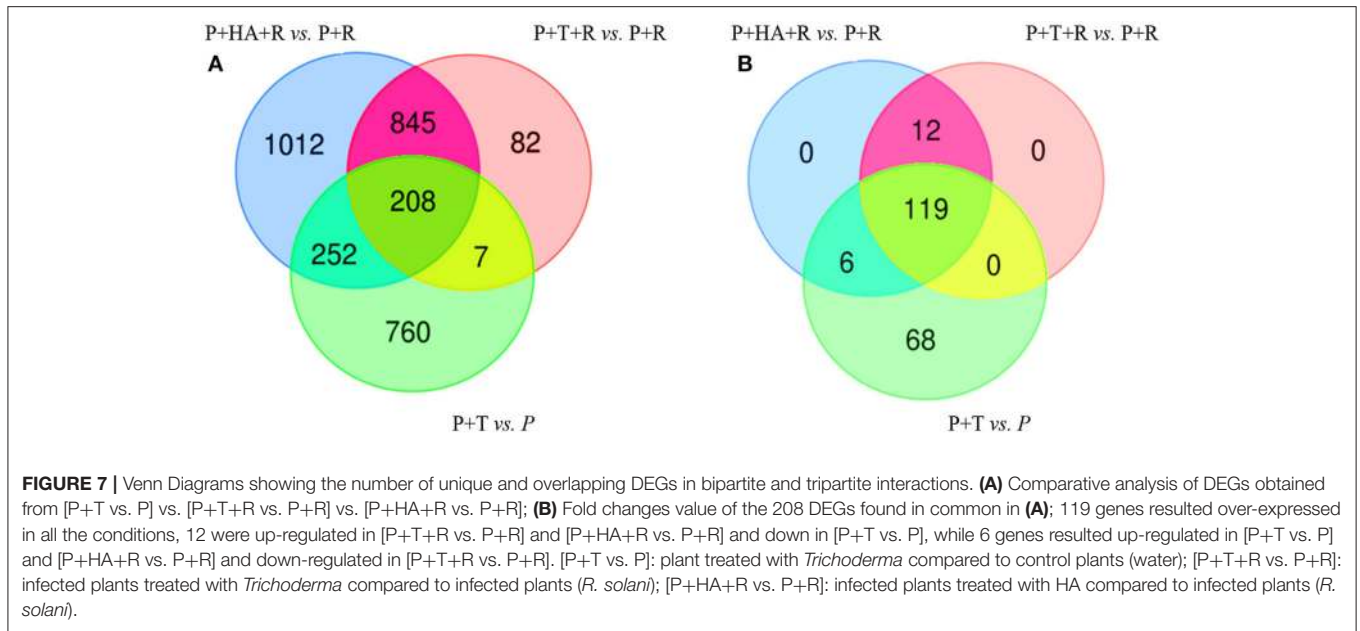 P+HA+R vs. P+R
P+T+R vs. P+R
P+HA+R vs. P+R
P+T+R vs. P+R
A
B
845
12
1012
82
0
0
208
119
252
7
6
0
760
68
P+T vs. P
P+T vs. P
FIGURE 7 | Venn Diagrams showing the number of unique and overlapping DEGs in bipartite and tripartite interactions. (A) Comparative analysis of DEGs obtained
from [P+T vs. P] vs. [P+T+R vs. P+R] vs. [P+HA+R vs. P+R]; (B) Fold changes value of the 208 DEGs found in common in (A); 119 genes resulted over-expressed
in all the conditions, 12 were up-regulated in [P+T+R vs. P+R] and [P+HA+R vs. P+R] and down in [P+T vs. P], while 6 genes resulted up-regulated in [P+T vs. P]
and [P+HA+R vs. P+R] and down-regulated in [P+T+R vs. P+R]. [P+T vs. P]: plant treated with Trichoderma compared to control plants (water); [P+T+R vs. P+R]:
infected plants treated with Trichoderma compared to infected plants (R. solani); [P+HA+R vs. P+R]: infected plants treated with HA compared to infected plants (R.
solani).